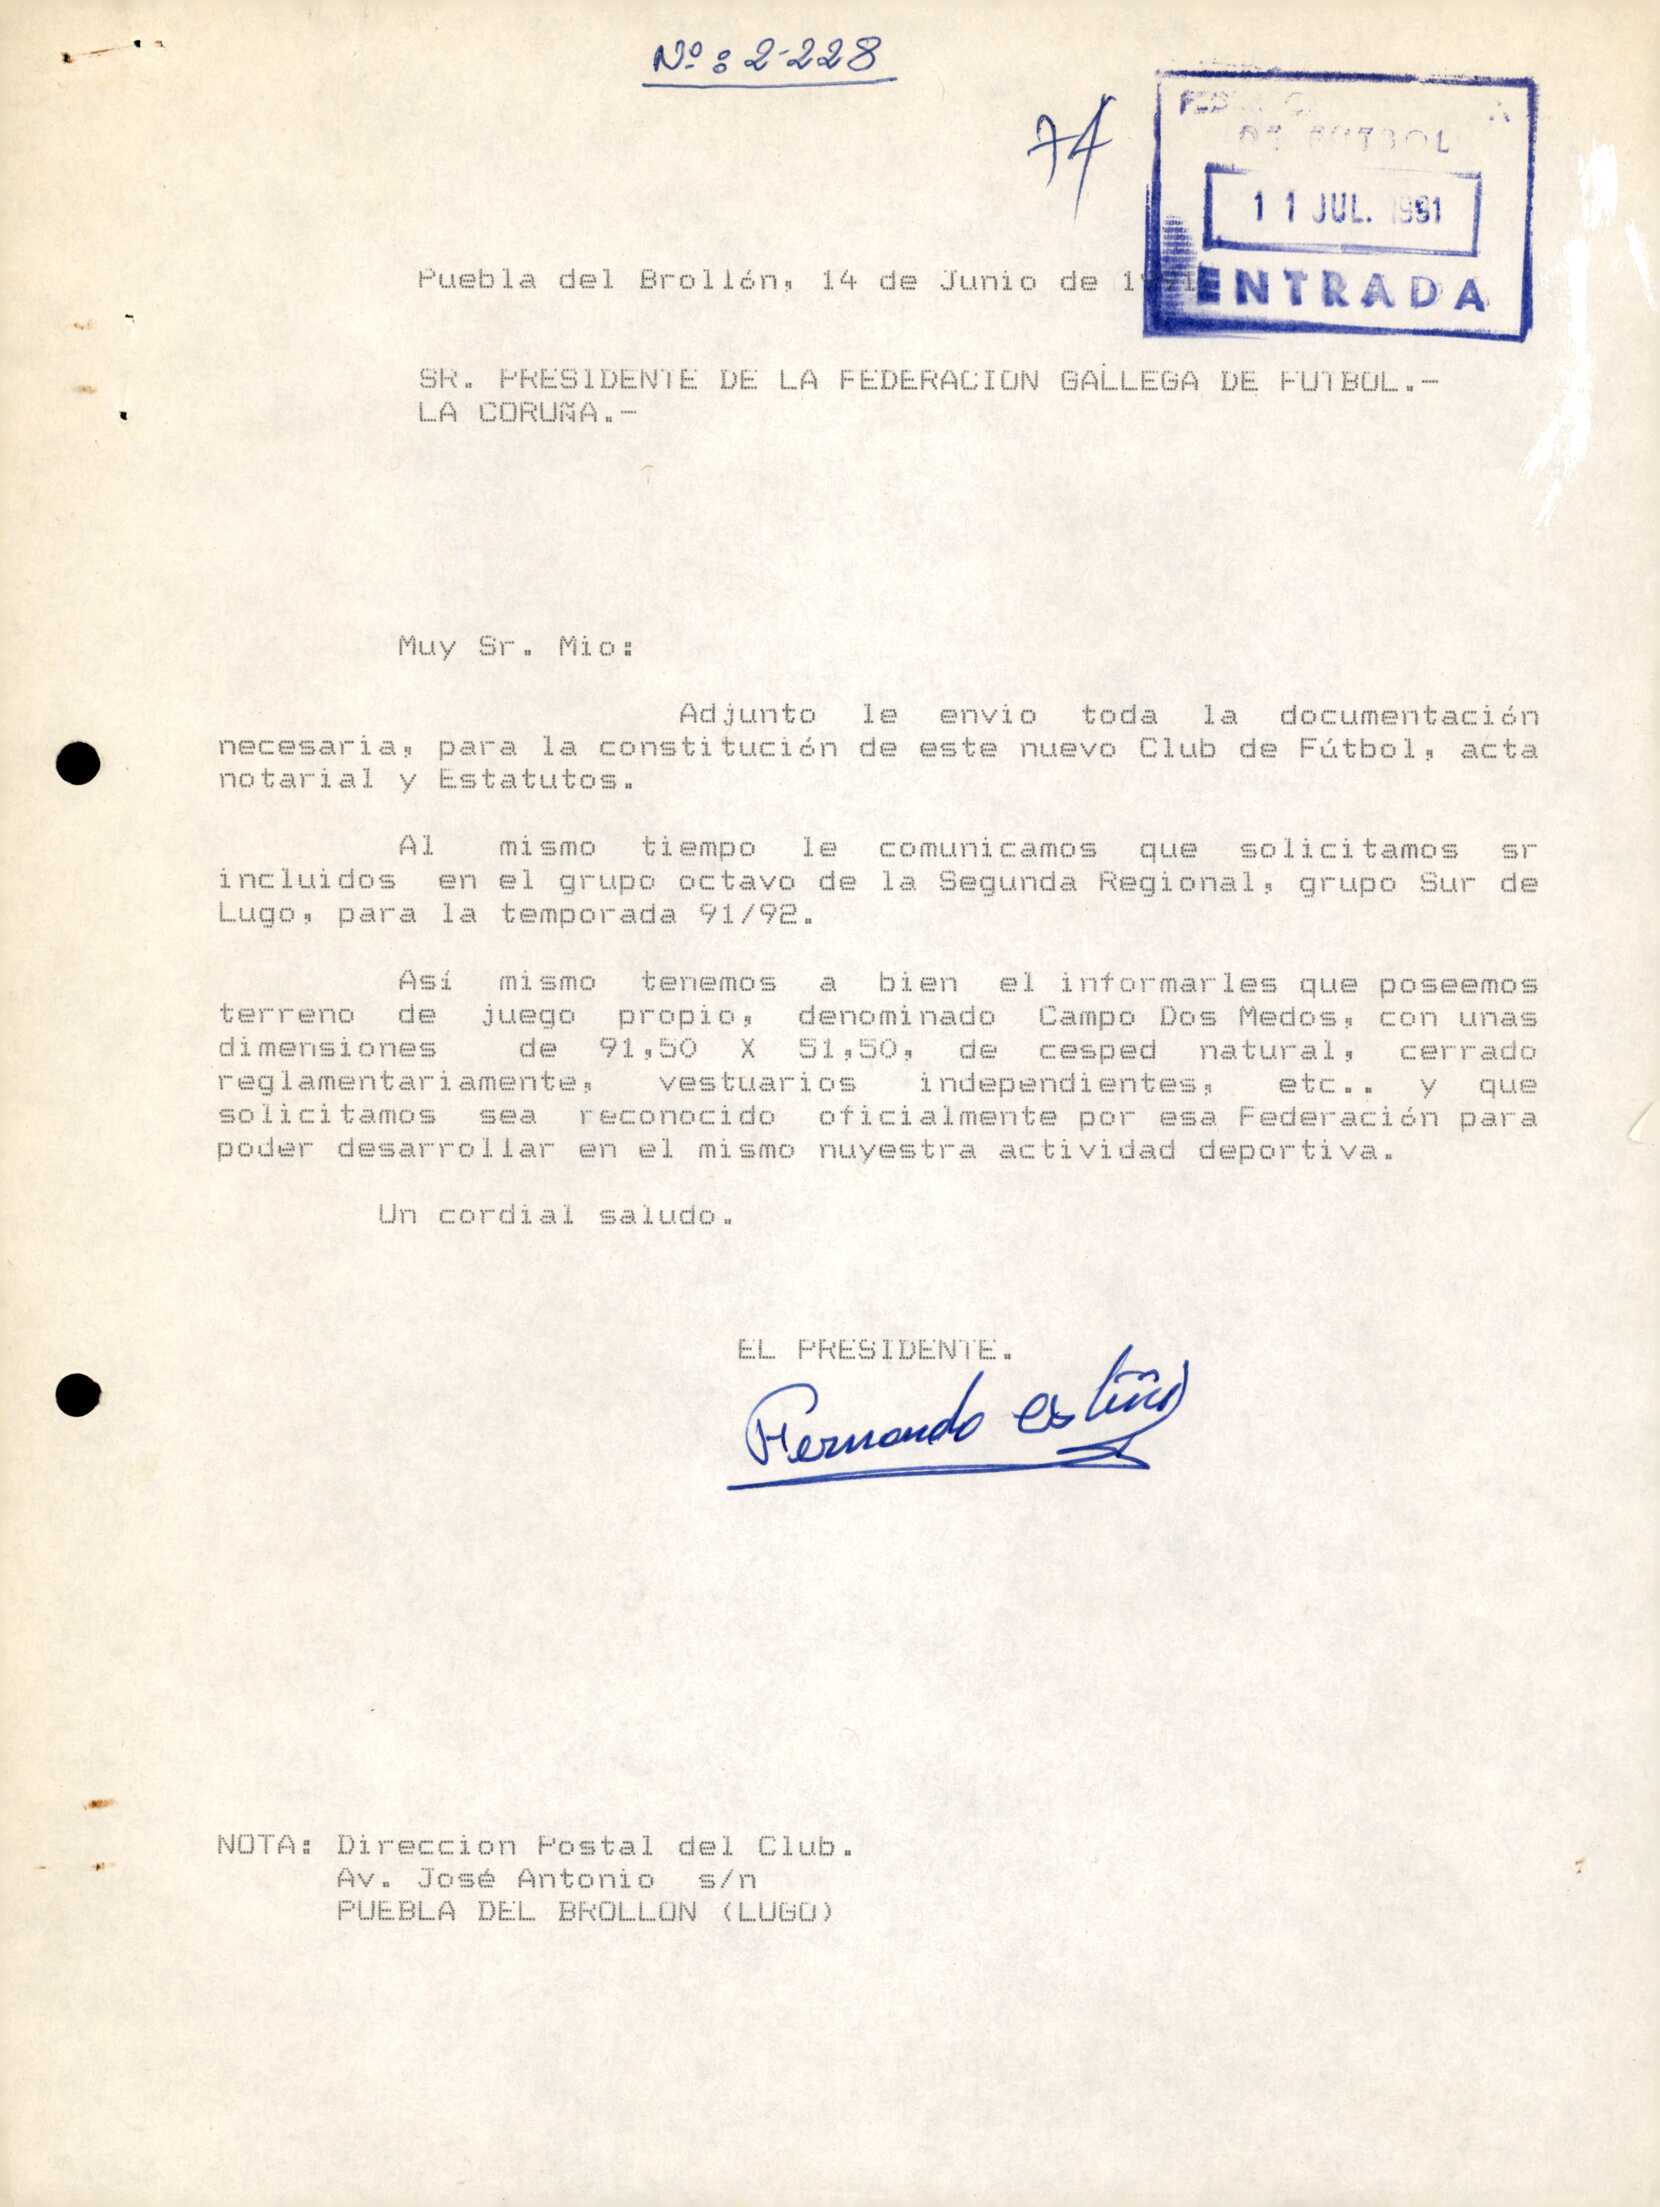 Nº: 2-228
74
DE FUTBOL
11 JUL. 1991
ENTRADA
Puebla del Brollón, 14 de Junio de 1991
SR. PRESIDENTE DE LA FEDERACION GALLEGA DE FUTBOL.-
LA CORUÑA.-
Muy Sr. Mio:
Adjunto le envio toda la documentación
necesaria, para la constitución de este nuevo Club de Fútbol, acta
notarial y Estatutos.
Al mismo tiempo le comunicamos que solicitamos sr
incluidos en el grupo octavo de la Segunda Regional, grupo Sur de
Lugo, para la temporada 91/92.
Así mismo tenemos a bien el informarles que poseemos
terreno de juego propio, denominado Campo Dos Medos, con unas
dimensiones de 91,50 X 51,50, de cesped natural, cerrado
reglamentariamente, vestuarios independientes, etc.. y que
solicitamos sea reconocido oficialmente por esa Federación para
poder desarrollar en el mismo nuyestra actividad deportiva.
Un cordial saludo.
EL PRESIDENTE.
Fernando
NOTA: Direccion Postal del Club.
Av. José Antonio s/n
PUEBLA DEL BROLLON (LUGO)